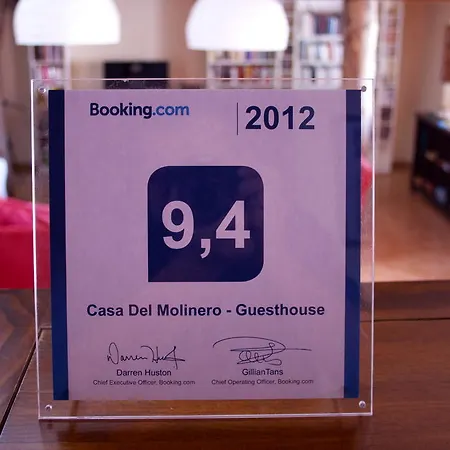 Booking.com 2012
9,4
Casa Del Molinero - Guesthouse
Darren Huston GillianTans
Chief Executive Officer, Booking.com Chief Operating Officer, Booking.com